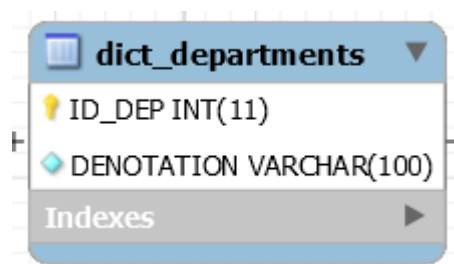 dict_departments
ID_DEP INT(11)
DENOTATION VARCHAR(100)
Indexes